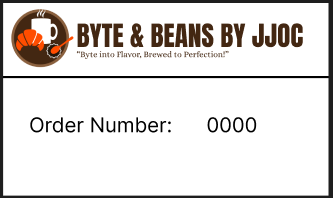 BYTE & BEANS BY JJOC
"Byte into Flavor, Brewed to Perfection!"
Order Number: 0000